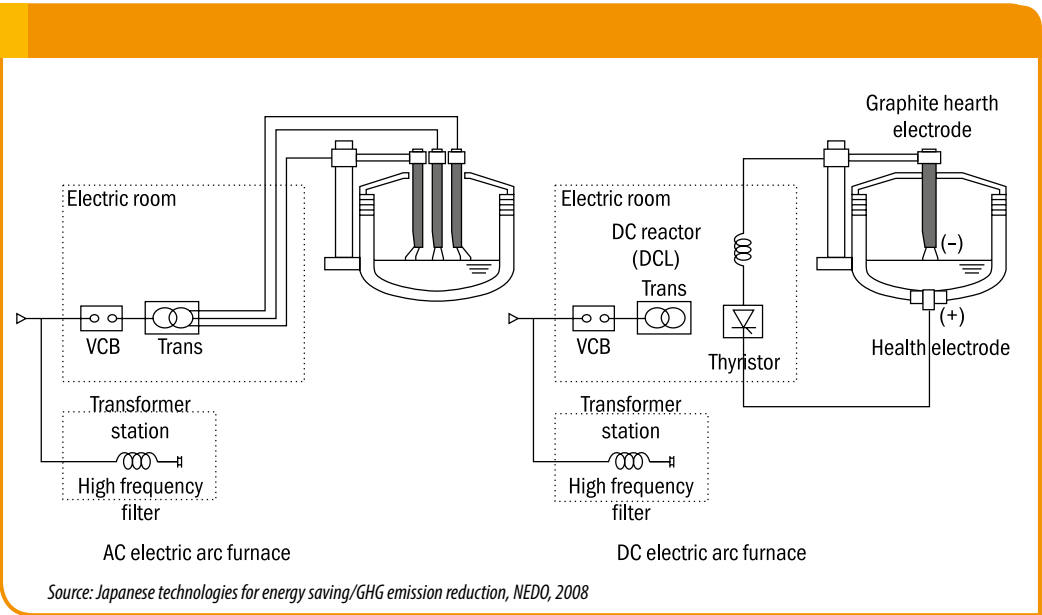 Electric room
VCB
Trans
Transformer
station
High frequency
filter
AC electric arc furnace
Graphite hearth
electrode
Electric room
DC reactor
(DCL)
Trans
VCB
Thyristor
(-)
(+)
Health electrode
Transformer
station
High frequency
filter
DC electric arc furnace
Source: Japanese technologies for energy saving/GHG emission reduction, NEDO, 2008